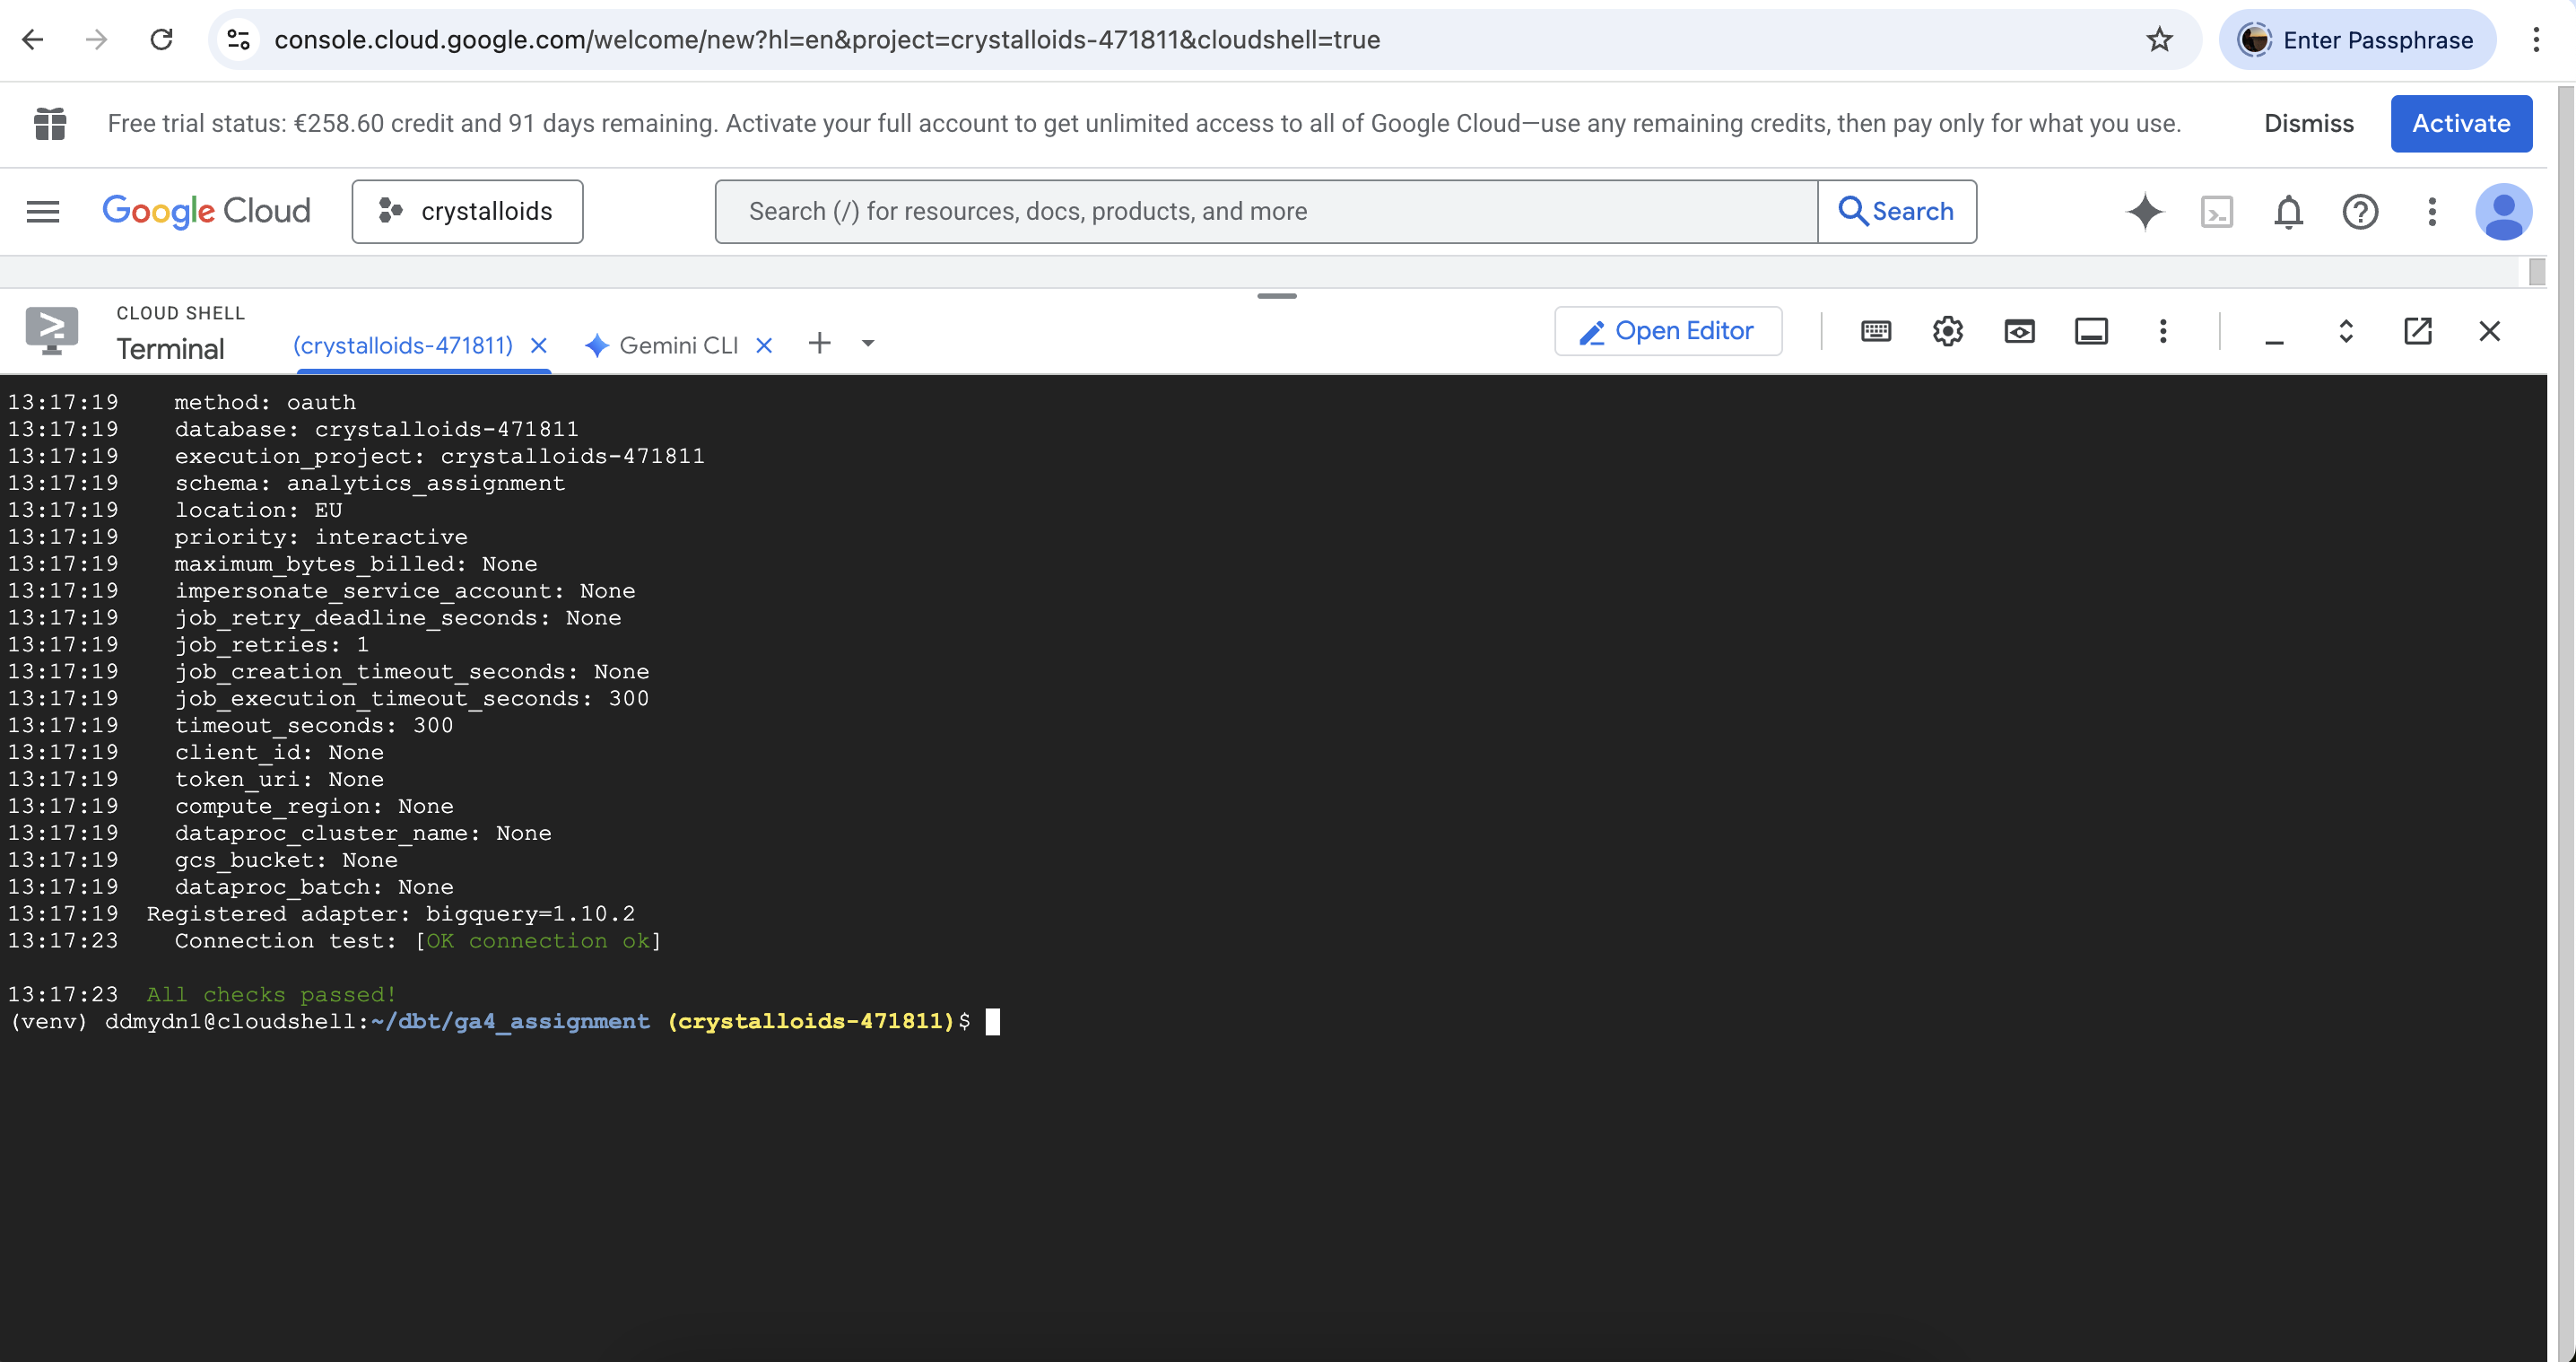 console.cloud.google.com/welcome/new?hl=en&project=crystalloids-471811&cloudshell=true
Enter Passphrase
Free trial status: €258.60 credit and 91 days remaining. Activate your full account to get unlimited access to all of Google Cloud—use any remaining credits, then pay only for what you use.
Dismiss
Activate
Google Cloud
crystalloids
Search (/) for resources, docs, products, and more
Search
CLOUD SHELL
Terminal
(crystalloids-471811)
Gemini CLI
Open Editor
13:17:19    method: oauth
13:17:19    database: crystalloids-471811
13:17:19    execution_project: crystalloids-471811
13:17:19    schema: analytics_assignment
13:17:19    location: EU
13:17:19    priority: interactive
13:17:19    maximum_bytes_billed: None
13:17:19    impersonate_service_account: None
13:17:19    job_retry_deadline_seconds: None
13:17:19    job_retries: 1
13:17:19    job_creation_timeout_seconds: None
13:17:19    job_execution_timeout_seconds: 300
13:17:19    timeout_seconds: 300
13:17:19    client_id: None
13:17:19    token_uri: None
13:17:19    compute_region: None
13:17:19    dataproc_cluster_name: None
13:17:19    gcs_bucket: None
13:17:19    dataproc_batch: None
13:17:19  Registered adapter: bigquery=1.10.2
13:17:23    Connection test: [OK connection ok]
13:17:23  All checks passed!
(venv) ddmydn1@cloudshell:~/dbt/ga4_assignment (crystalloids-471811)$